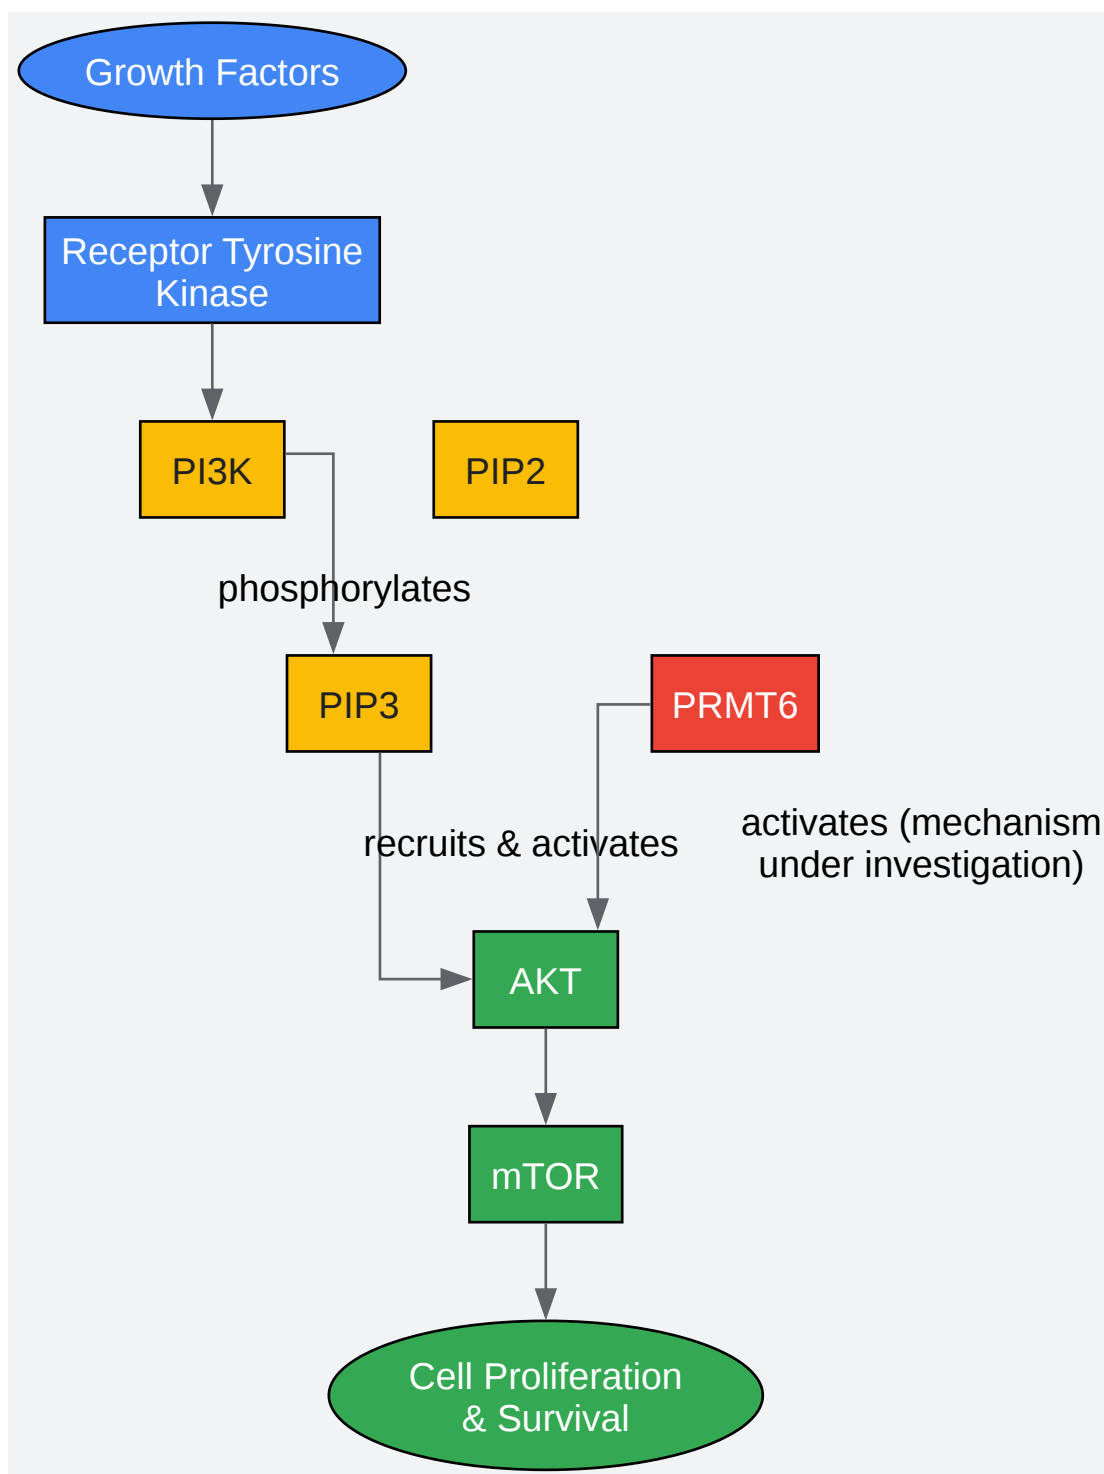 Growth Factors
Receptor Tyrosine
Kinase
PI3K
PIP2
phosphorylates
PIP3
PRMT6
recruits & activates
activates (mechanism
under investigation)
AKT
mTOR
Cell Proliferation
& Survival